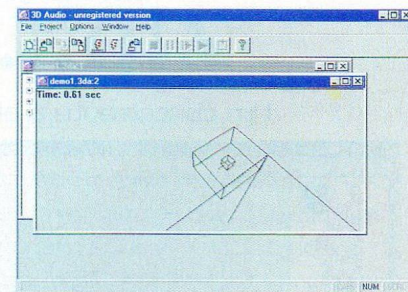 3D Audio - unregistered version
File Project Options Window Help
demo1.3da:2
Time: 0.61 sec
NUM